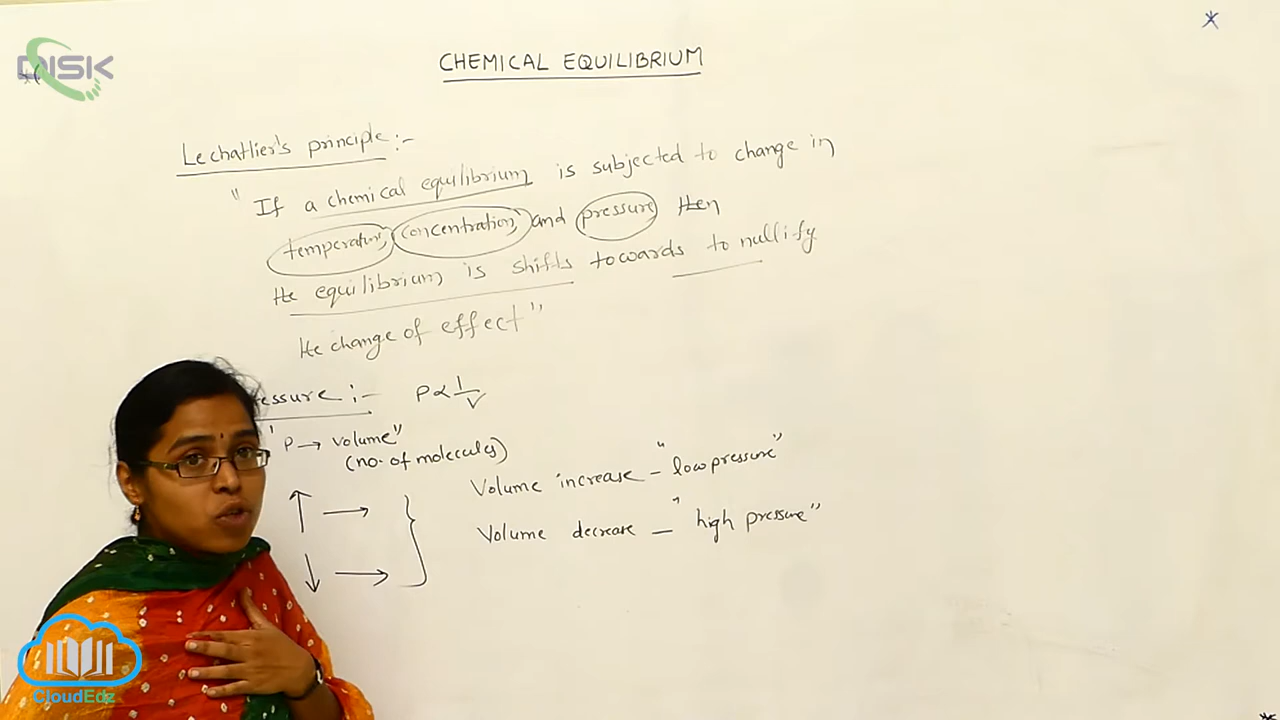 DISK
CHEMICAL EQUILIBRIUM
Lechatlier's principle :-
" If a chemical equilibrium is subjected to change in
temperature, concentration, and pressure then
the equilibrium is shifts towards to nullify
the change of effect"
essure :- P ∝ 1/V
" P → volume"
(no. of molecules)
Volume increase - "low pressure"
↑ →
Volume decrease - "high pressure"
↓ →
CloudEdz